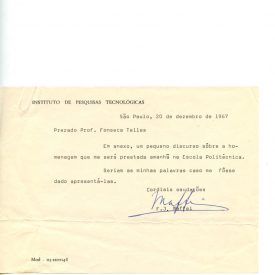 INSTITUTO DE PESQUISAS TECNOLÓGICAS
São Paulo, 20 de dezembro de 1967
Prezado Prof. Fonseca Telles
Em anexo, um pequeno discurso sôbre a ho-
menagem que me será prestada amanhã na Escola Politécnica.
Seriam as minhas palavras caso me fôsse
dado apresentá-las.
Cordiais saudações
Maffei
F.J. Maffei
Mod.